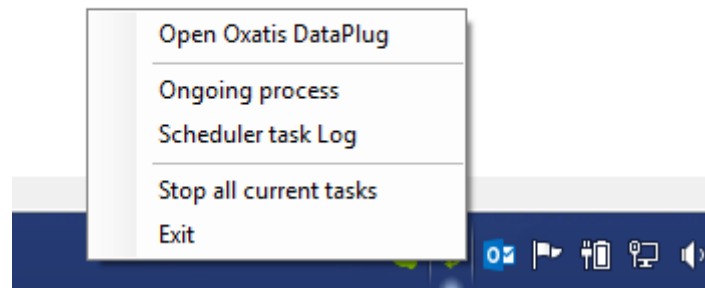 Open Oxatis DataPlug
Ongoing process
Scheduler task Log
Stop all current tasks
Exit